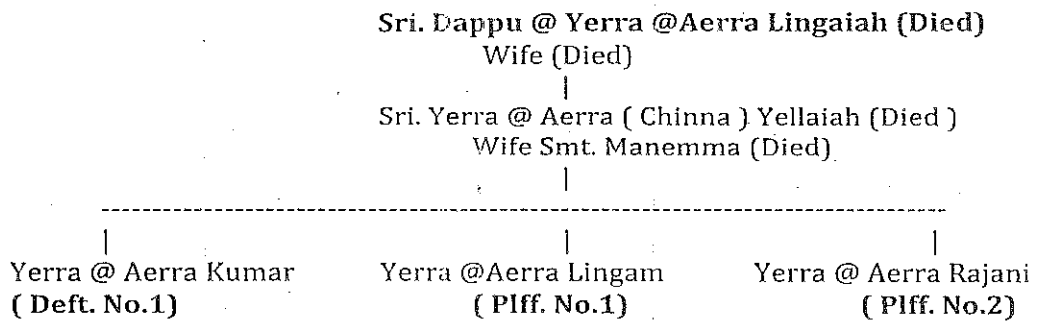 Sri. Dappu @ Yerra @Aerra Lingaiah (Died)
Wife (Died)
|
Sri. Yerra @ Aerra ( Chinna ) Yellaiah (Died )
Wife Smt. Manemma (Died)
|
---------------------------------------------------------------------------------
| | |
Yerra @ Aerra Kumar Yerra @Aerra Lingam Yerra @ Aerra Rajani
( Deft. No.1) ( Plff. No.1) ( Plff. No.2)